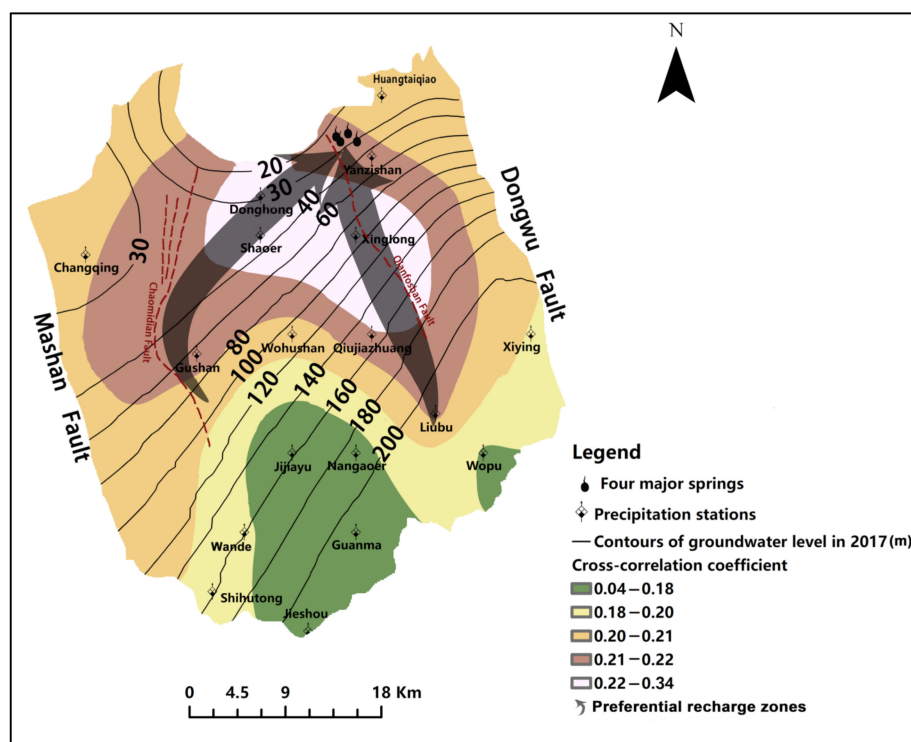 N
Huangtaiqiao
Yanzishan
20
30
Donghong
40
60
Shaoer
Xinglong
30
Changqing
Chaomidian Fault
Qianfoshan Fault
Dongwu Fault
Mashan Fault
80
Wohushan
Qiujiazhuang
Xiying
Gushan
100
120
140
160
180
200
Liubu
Jijiayu
Nangaoer
Wopu
Wande
Guanma
Shihutong
Jieshou
0 4.5 9 18 Km
Legend
Four major springs
Precipitation stations
Contours of groundwater level in 2017(m)
Cross-correlation coefficient
0.04－0.18
0.18－0.20
0.20－0.21
0.21－0.22
0.22－0.34
Preferential recharge zones